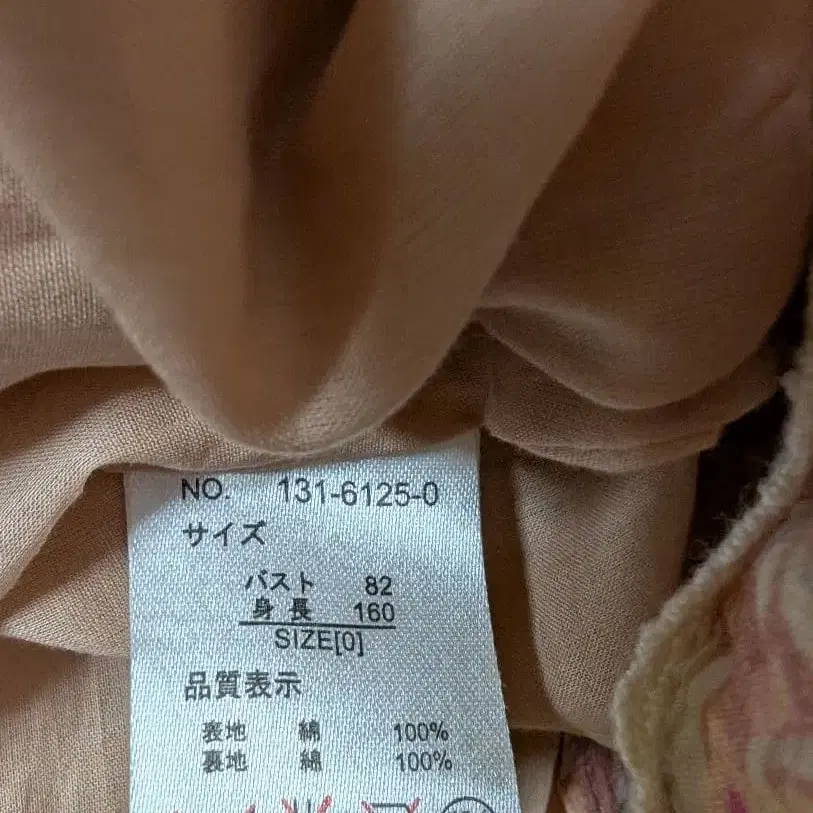 NO. 131-6125-0
サイズ
バスト 82
身長 160
SIZE[0]
品質表示
表地 綿 100%
裏地 綿 100%